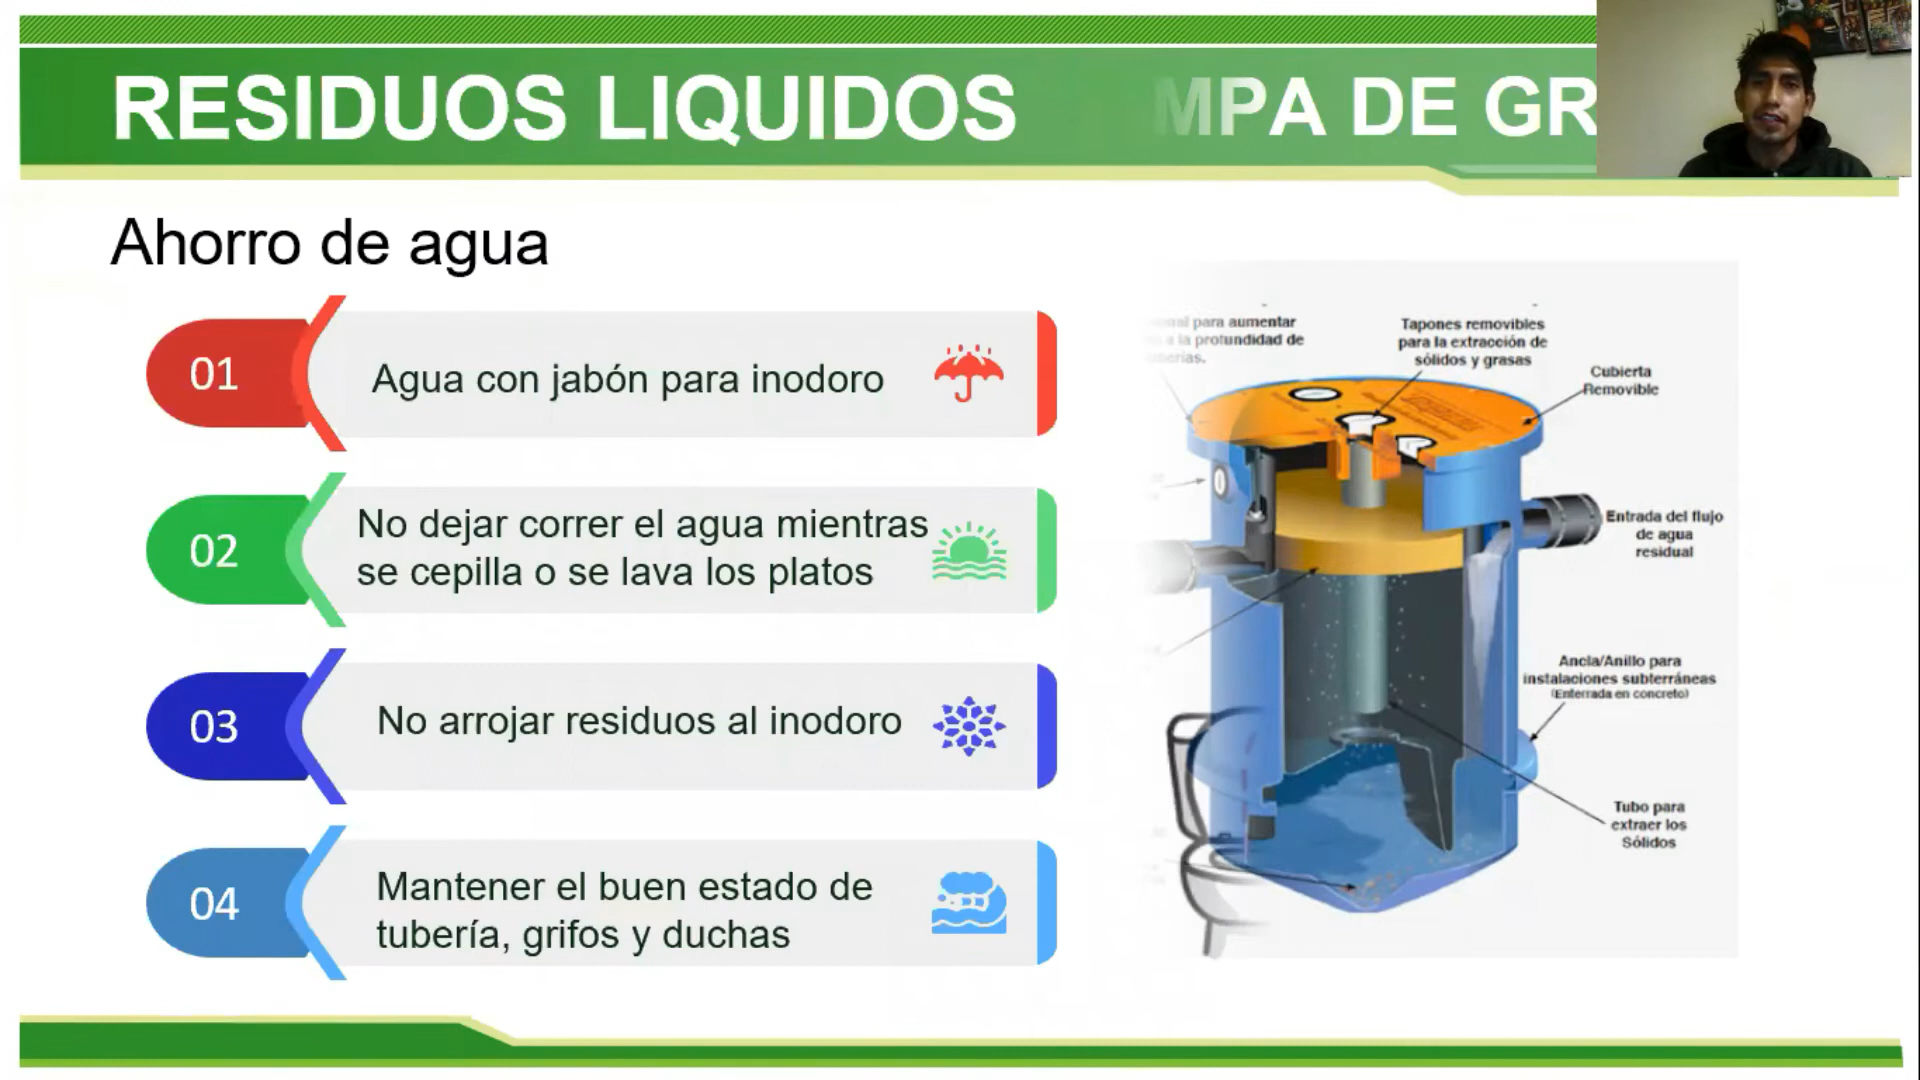 RESIDUOS LIQUIDOS
MPA DE GR
Ahorro de agua
01
Agua con jabón para inodoro
02
No dejar correr el agua mientras
se cepilla o se lava los platos
03
No arrojar residuos al inodoro
04
Mantener el buen estado de
tubería, grifos y duchas
para aumentar
a la protundidad de
Tapones removibles
para la extracción de
sólidos y grasas
Cubierta
Removible
Entrada del flujo
de agua
residual
Ancla/Anillo para
instalaciones subterráneas
(Enterrada en concreto)
Tubo para
extraer los
Sólidos